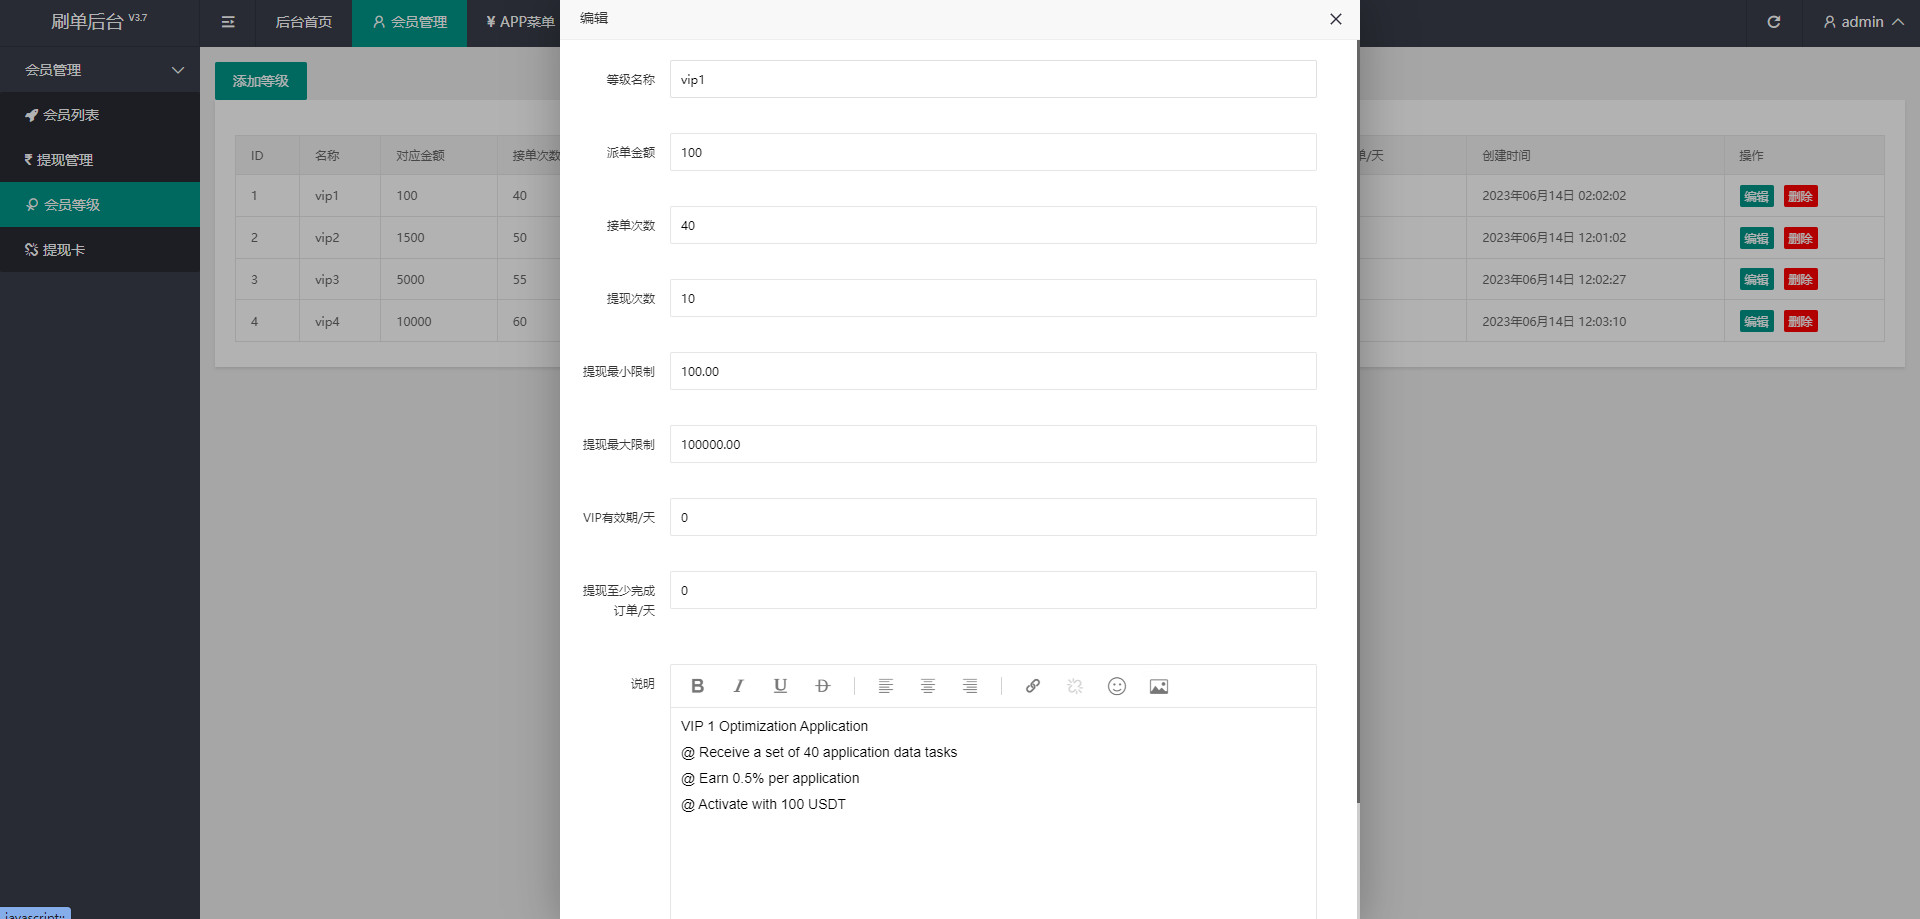 刷单后台 V3.7
后台首页
会员管理
¥ APP菜单
编辑
admin
会员管理
会员列表
₹ 提现管理
会员等级
提现卡
添加等级
ID 名称 对应金额 接单次数 单/天 创建时间 操作
1 vip1 100 40 2023年06月14日 02:02:02 编辑 删除
2 vip2 1500 50 2023年06月14日 12:01:02 编辑 删除
3 vip3 5000 55 2023年06月14日 12:02:27 编辑 删除
4 vip4 10000 60 2023年06月14日 12:03:10 编辑 删除
等级名称 vip1
派单金额 100
接单次数 40
提现次数 10
提现最小限制 100.00
提现最大限制 100000.00
VIP有效期/天 0
提现至少完成 0
订单/天
说明
VIP 1 Optimization Application
@ Receive a set of 40 application data tasks
@ Earn 0.5% per application
@ Activate with 100 USDT
javascript:;